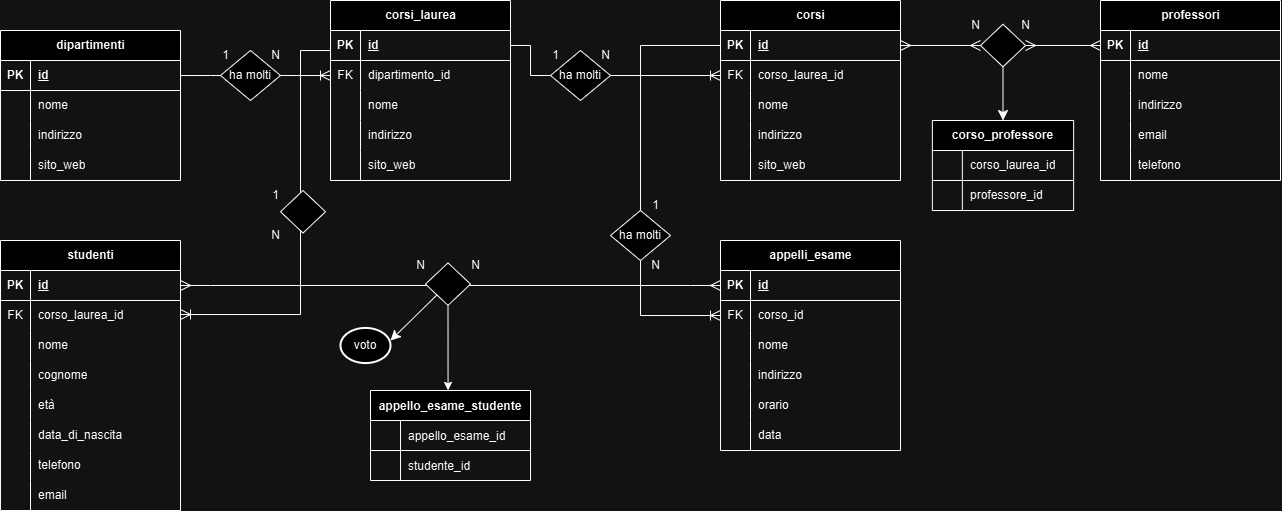 dipartimenti
PK id
nome
indirizzo
sito_web
1 N
ha molti
corsi_laurea
PK id
FK dipartimento_id
nome
indirizzo
sito_web
1 N
ha molti
corsi
PK id
FK corso_laurea_id
nome
indirizzo
sito_web
N N
professori
PK id
nome
indirizzo
email
telefono
corso_professore
corso_laurea_id
professore_id
1
N
1
ha molti
N
studenti
PK id
FK corso_laurea_id
nome
cognome
età
data_di_nascita
telefono
email
N N
voto
appello_esame_studente
appello_esame_id
studente_id
appelli_esame
PK id
FK corso_id
nome
indirizzo
orario
data